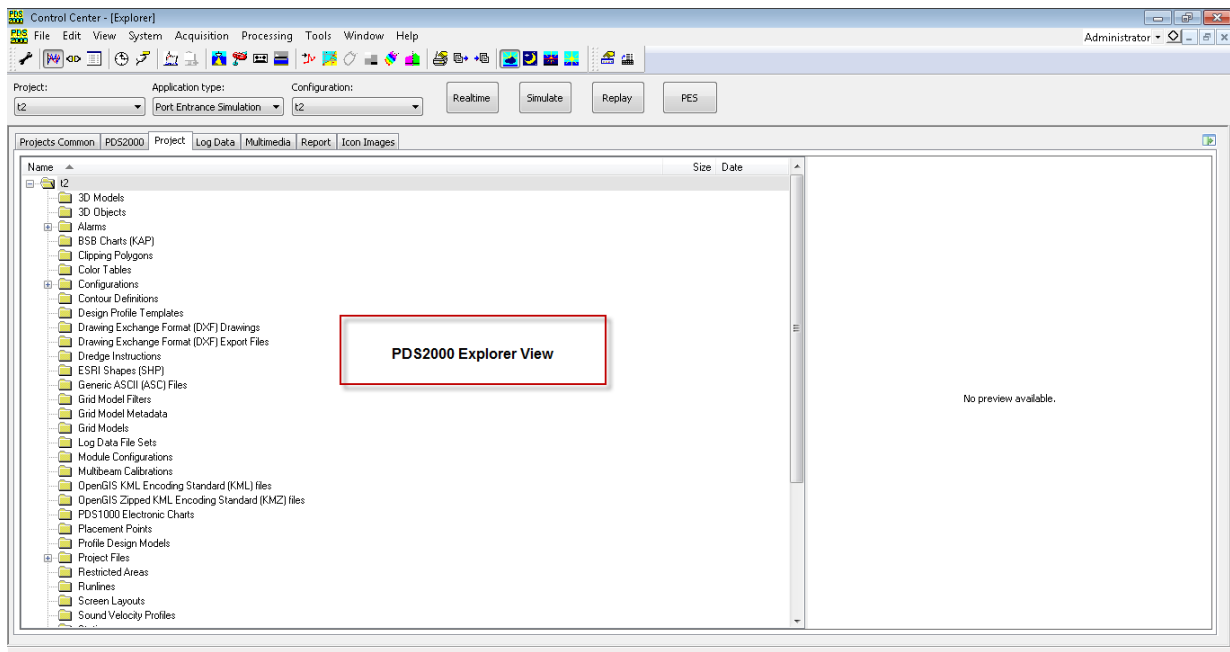 PDS 2000 Control Center - [Explorer]
PDS 2000 File Edit View System Acquisition Processing Tools Window Help Administrator
Project: Application type: Configuration:
t2 Port Entrance Simulation t2 Realtime Simulate Replay PES
Projects Common PDS2000 Project Log Data Multimedia Report Icon Images
Name Size Date
t2
3D Models
3D Objects
Alarms
BSB Charts (KAP)
Clipping Polygons
Color Tables
Configurations
Contour Definitions
Design Profile Templates
Drawing Exchange Format (DXF) Drawings
Drawing Exchange Format (DXF) Export Files
Dredge Instructions
PDS2000 Explorer View
ESRI Shapes (SHP)
Generic ASCII (ASC) Files
Grid Model Filters
No preview available.
Grid Model Metadata
Grid Models
Log Data File Sets
Module Configurations
Multibeam Calibrations
OpenGIS KML Encoding Standard (KML) files
OpenGIS Zipped KML Encoding Standard (KMZ) files
PDS1000 Electronic Charts
Placement Points
Profile Design Models
Project Files
Restricted Areas
Runlines
Screen Layouts
Sound Velocity Profiles